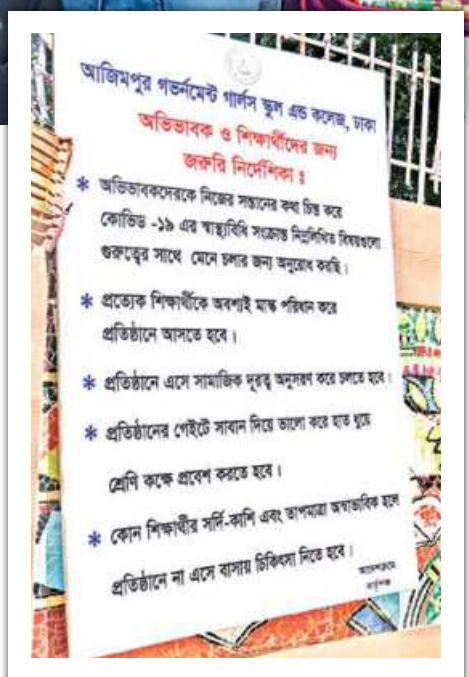 আজিমপুর গভর্নমেন্ট গার্লস স্কুল এন্ড কলেজ, ঢাকা
অভিভাবক ও শিক্ষার্থীদের জন্য
জরুরি নির্দেশিকা :
* অভিভাবকদেরকে নিজের সন্তানের কথা চিন্তা করে
কোভিড -১৯ এর স্বাস্থ্যবিধি সংক্রান্ত নিম্নলিখিত বিষয়গুলো
গুরুত্বের সাথে মেনে চলার জন্য অনুরোধ করছি।
* প্রত্যেক শিক্ষার্থীকে অবশ্যই মাস্ক পরিধান করে
প্রতিষ্ঠানে আসতে হবে।
* প্রতিষ্ঠানে এসে সামাজিক দূরত্ব অনুসরণ করে চলতে হবে।
* প্রতিষ্ঠানের গেইটে সাবান দিয়ে ভালো করে হাত ধুয়ে
শ্রেণি কক্ষে প্রবেশ করতে হবে।
* কোন শিক্ষার্থীর সর্দি-কাশি এবং তাপমাত্রা অস্বাভাবিক হলে
প্রতিষ্ঠানে না এসে বাসায় চিকিৎসা নিতে হবে।
আদেশক্রমে
কর্তৃপক্ষ